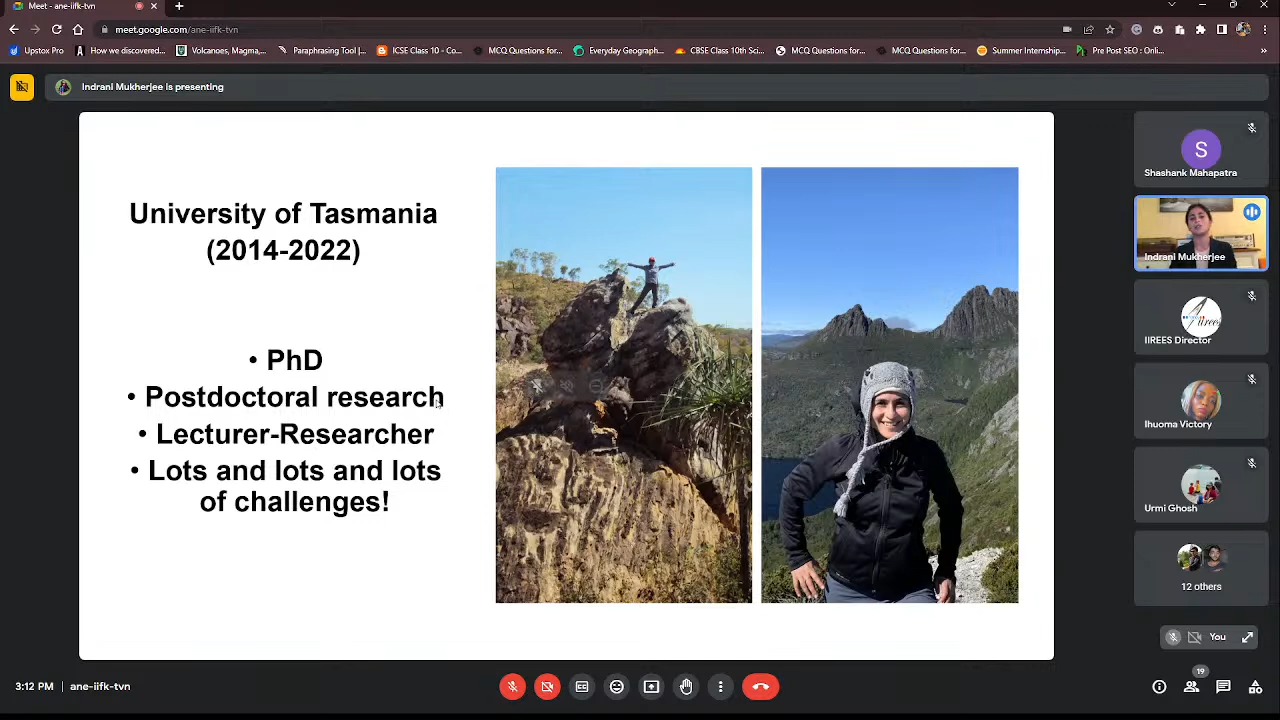 Meet - ane-iifk-tvn
meet.google.com/ane-iifk-tvn
Upstox Pro
How we discovered...
Volcanoes, Magma,...
Paraphrasing Tool |...
ICSE Class 10 - Co...
MCQ Questions for...
Everyday Geograph...
CBSE Class 10th Sci...
MCQ Questions for...
MCQ Questions for...
Summer Internship...
Pre Post SEO : Onli...
Indrani Mukherjee is presenting
University of Tasmania
(2014-2022)
• PhD
• Postdoctoral research
• Lecturer-Researcher
• Lots and lots and lots
of challenges!
S
Shashank Mahapatra
Indrani Mukherjee
IIREES Director
Ihuoma Victory
Urmi Ghosh
12 others
You
3:12 PM | ane-iifk-tvn
19